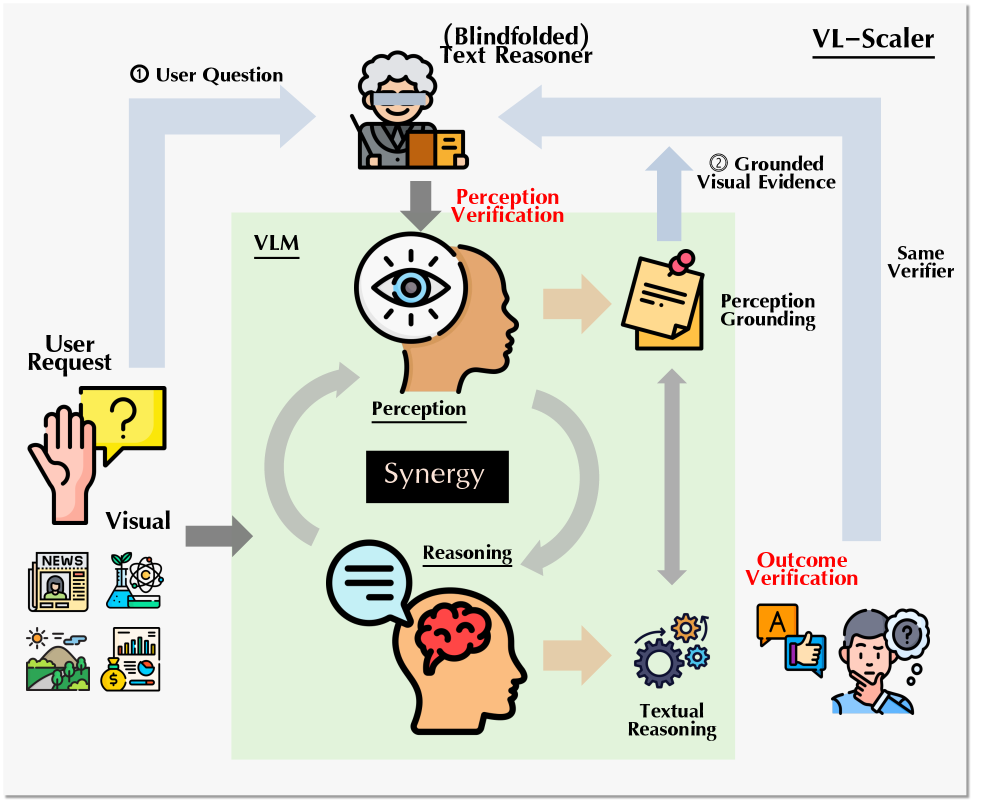 VL-Scaler
(Blindfolded)
Text Reasoner
① User Question
② Grounded
Visual Evidence
Perception
Verification
VLM
Same
Verifier
Perception
Grounding
User
Request
?
Perception
Synergy
Visual
Reasoning
NEWS
$
Outcome
Verification
A
?
Textual
Reasoning